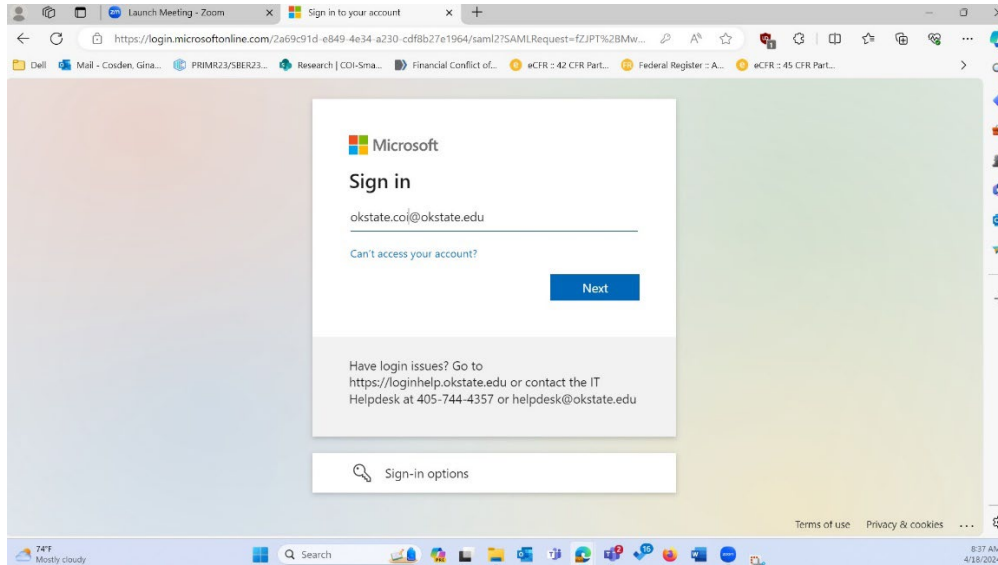 Launch Meeting - Zoom
Sign in to your account
https://login.microsoftonline.com/2a69c91d-e849-4e34-a230-cdf8b27e1964/saml2?SAMLRequest=fZJPT%2BMw...
Dell
Mail - Cosden, Gina...
PRIMR23/SBER23...
Research | COI-Sma...
Financial Conflict of...
eCFR :: 42 CFR Part...
Federal Register :: A...
eCFR :: 45 CFR Part...
Microsoft
Sign in
okstate.coi@okstate.edu
Can't access your account?
Next
Have login issues? Go to
https://loginhelp.okstate.edu or contact the IT
Helpdesk at 405-744-4357 or helpdesk@okstate.edu
Sign-in options
Terms of use Privacy & cookies ...
74°F
Mostly cloudy
Search
8:37 AM